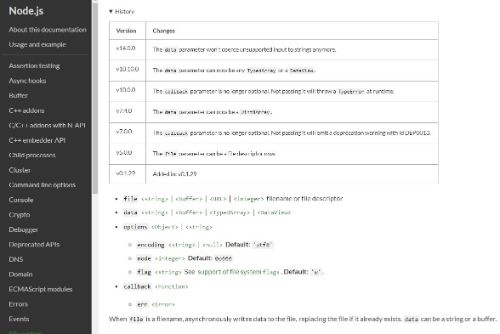 Node.js
About this documentation
Usage and example
Assertion testing
Async hooks
Buffer
C++ addons
C/C++ addons with N-API
C++ embedder API
Child processes
Cluster
Command line options
Console
Crypto
Debugger
Deprecated APIs
DNS
Domain
ECMAScript modules
Errors
Events
▼ History
Version Changes
v14.0.0 The data parameter won't coerce unsupported input to strings anymore.
v10.10.0 The data parameter can now be any TypedArray or a DataView.
v10.0.0 The callback parameter is no longer optional. Not passing it will throw a TypeError at runtime.
v7.4.0 The data parameter can now be a Uint8Array.
v7.0.0 The callback parameter is no longer optional. Not passing it will emit a deprecation warning with id DEP0013.
v5.0.0 The file parameter can be a file descriptor now.
v0.1.29 Added in: v0.1.29
• file <string> | <Buffer> | <URL> | <integer> filename or file descriptor
• data <string> | <Buffer> | <TypedArray> | <DataView>
• options <Object> | <string>
◦ encoding <string> | <null> Default: 'utf8'
◦ mode <integer> Default: 0o666
◦ flag <string> See support of file system flags. Default: 'w'.
• callback <Function>
◦ err <Error>
When file is a filename, asynchronously writes data to the file, replacing the file if it already exists. data can be a string or a buffer.